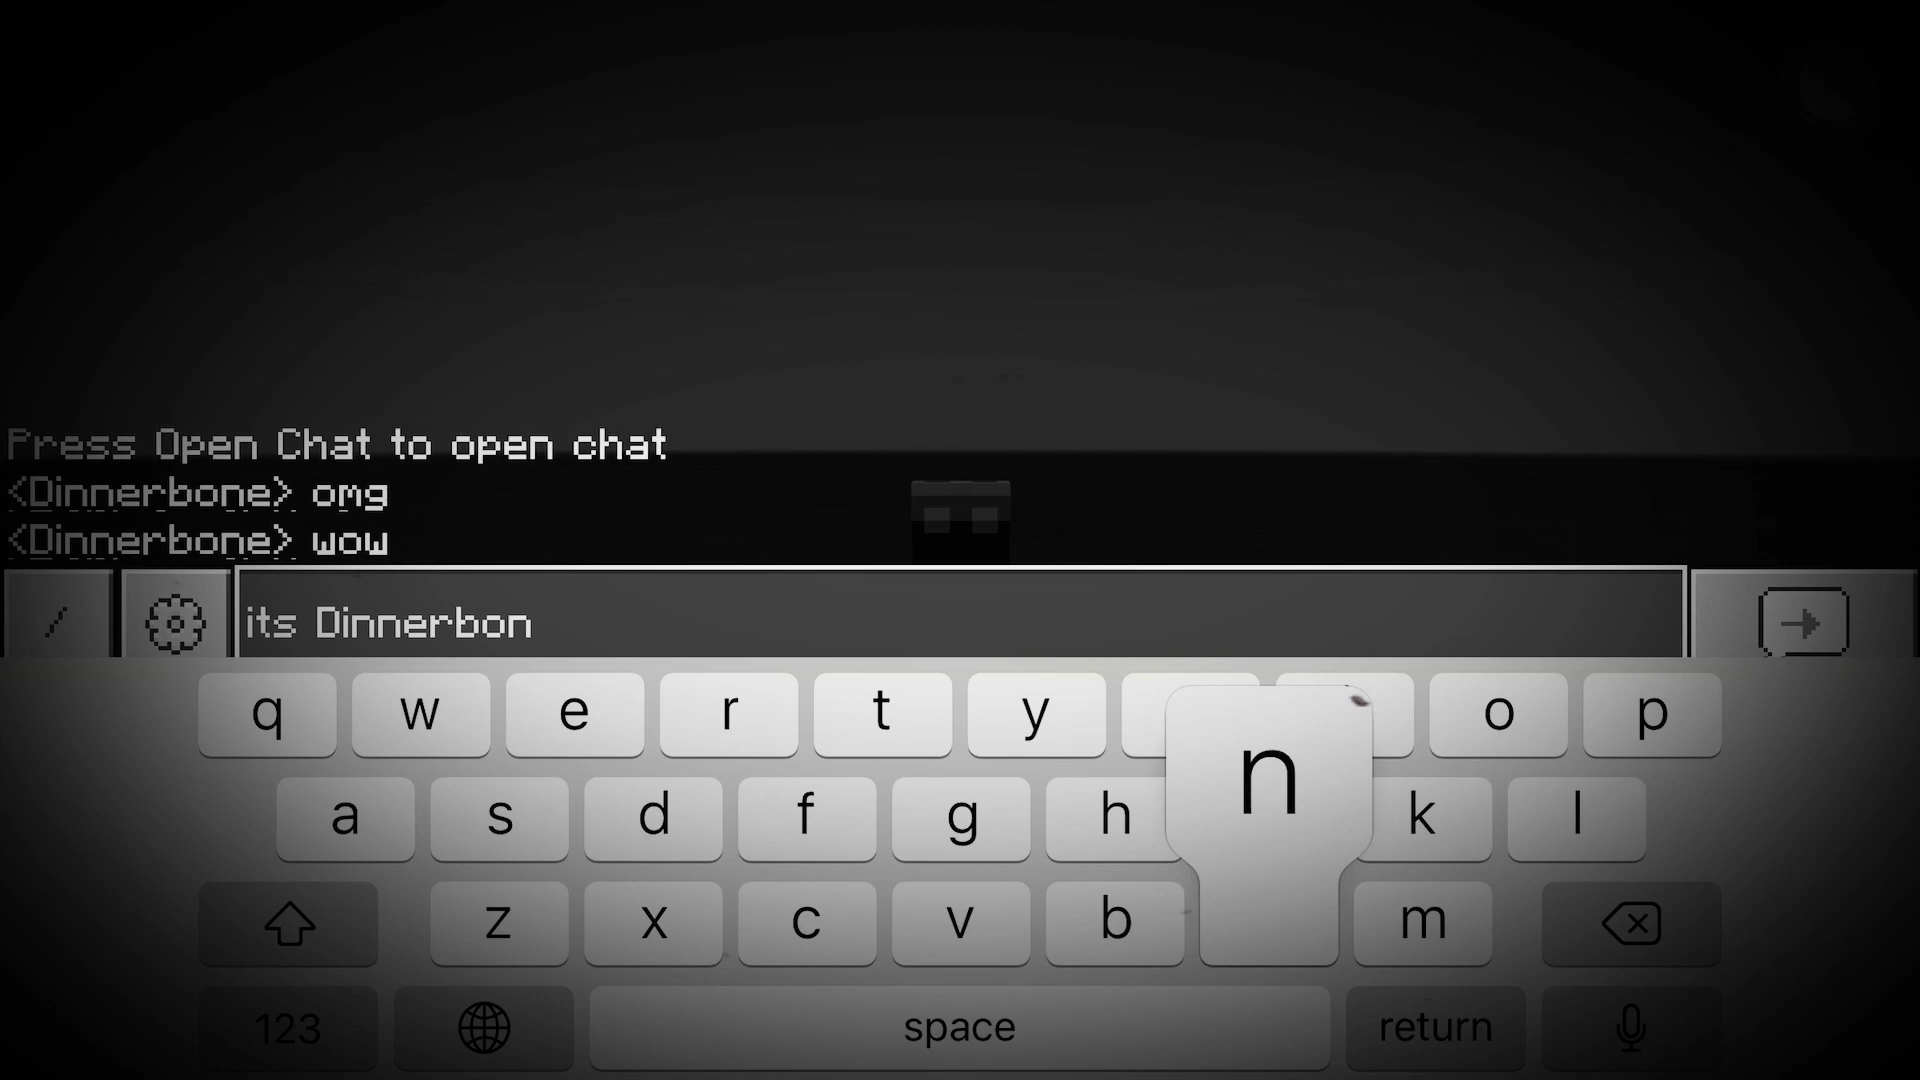 Press Open Chat to open chat
<Dinnerbone> omg
<Dinnerbone> wow
/
its Dinnerbon
q w e r t y o p
n
a s d f g h k l
z x c v b m
123 space return